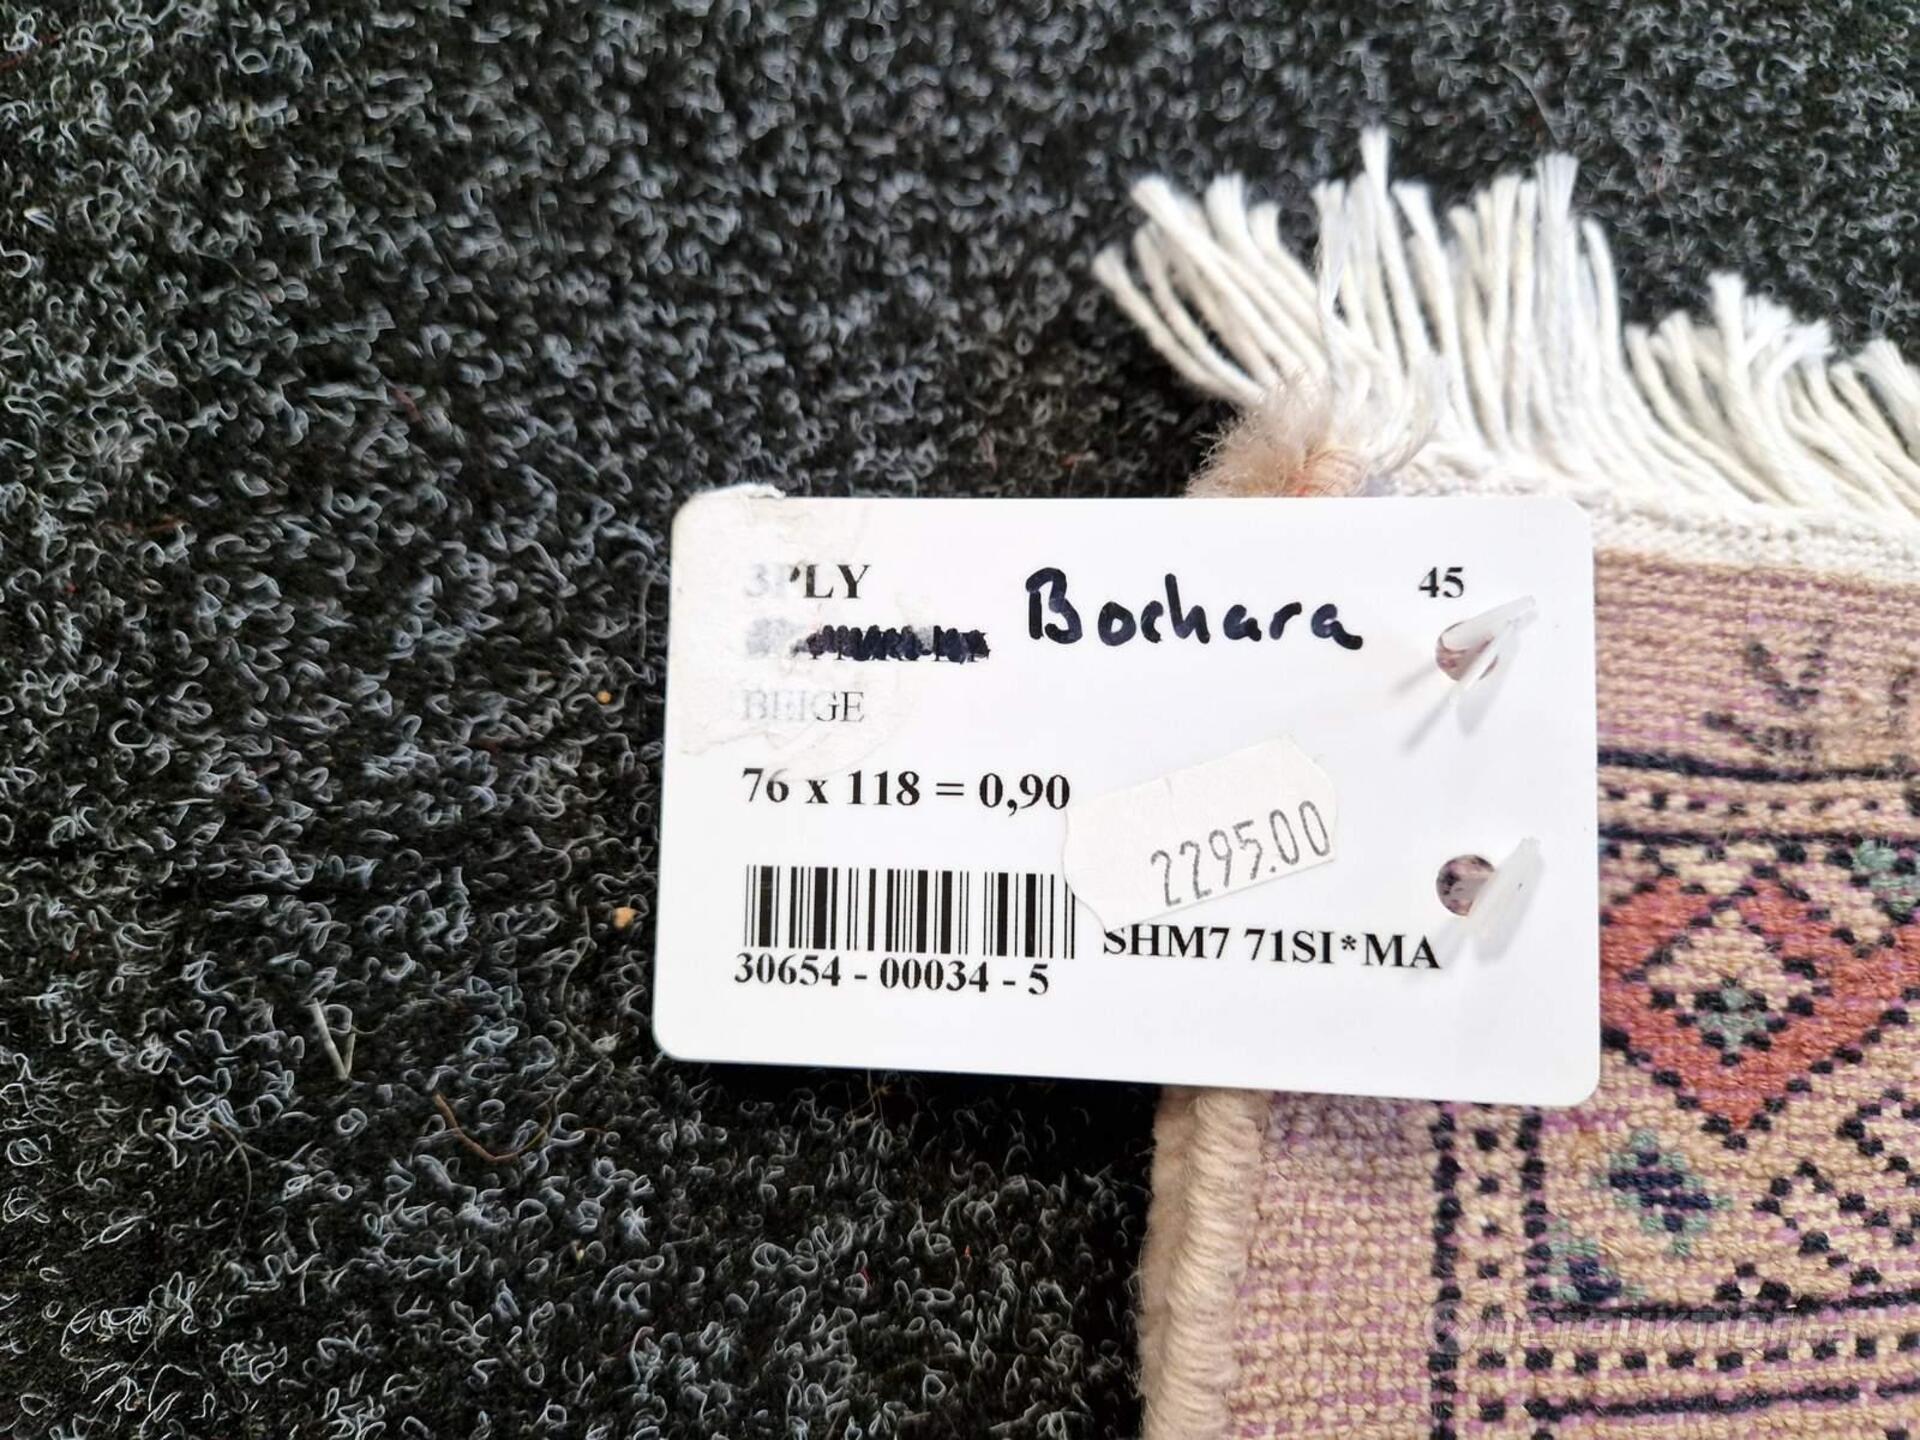 3PLY
Bochara
45
BEIGE
76 x 118 = 0,90
2295.00
SHM7 71SI*MA
30654 - 00034 - 5